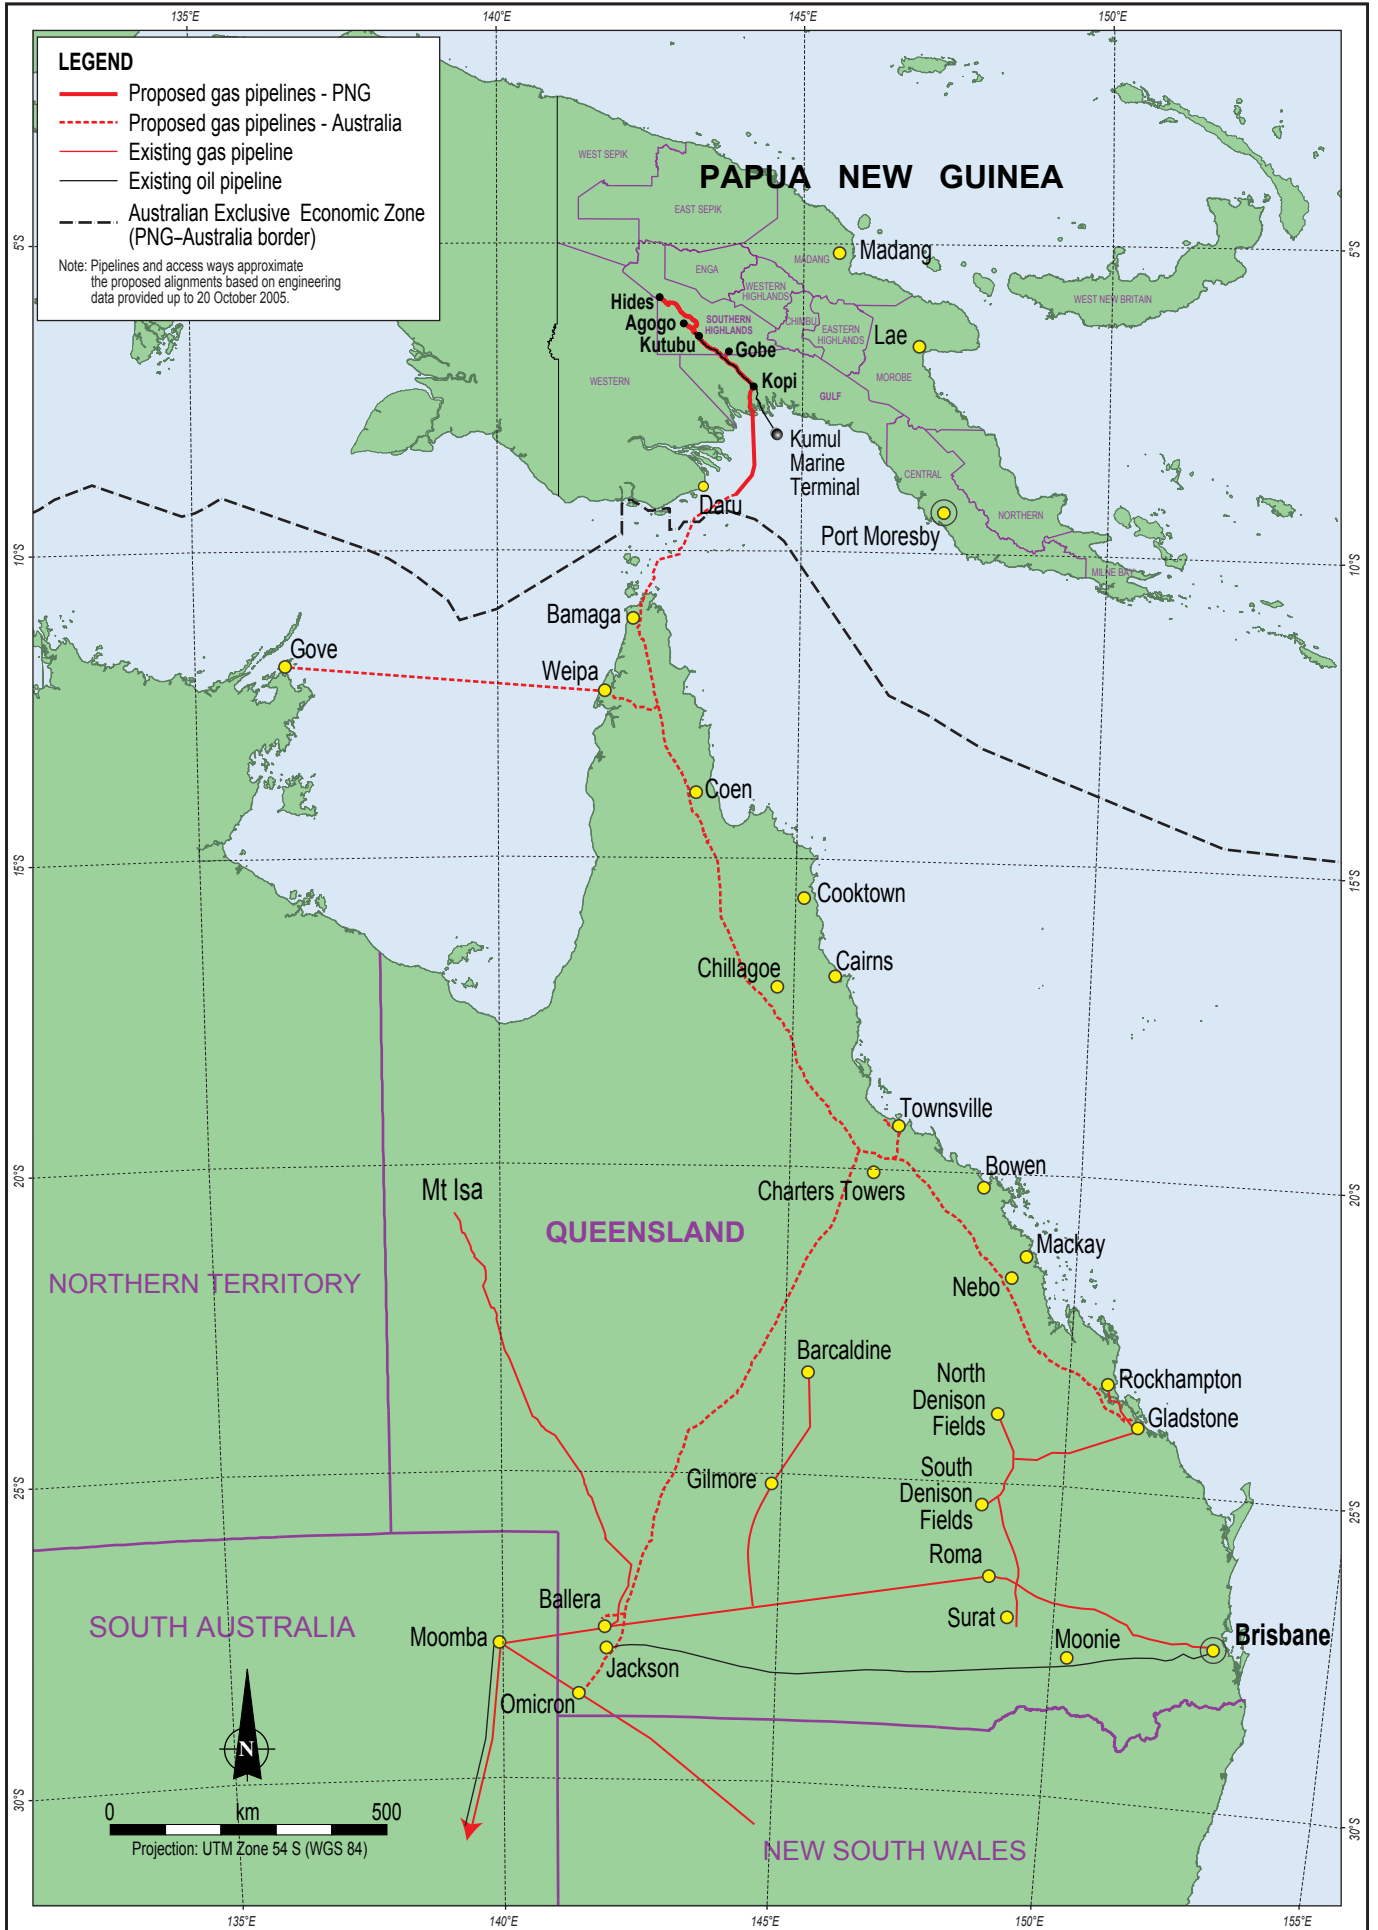 135°E
140°E
145°E
150°E
LEGEND
Proposed gas pipelines - PNG
Proposed gas pipelines - Australia
Existing gas pipeline
Existing oil pipeline
Australian Exclusive Economic Zone
(PNG–Australia border)
Note: Pipelines and access ways approximate
the proposed alignments based on engineering
data provided up to 20 October 2005.
PAPUA NEW GUINEA
WEST SEPIK
EAST SEPIK
5°S
5°S
MADANG
Madang
ENGA
WESTERN
HIGHLANDS
WEST NEW BRITAIN
Hides
Agogo
SOUTHERN
HIGHLANDS
CHIMBU
EASTERN
HIGHLANDS
Kutubu
Gobe
Lae
WESTERN
Kopi
MOROBE
GULF
Kumul
Marine
Terminal
CENTRAL
Daru
NORTHERN
Port Moresby
10°S
10°S
MILNE BAY
Bamaga
Gove
Weipa
Coen
15°S
15°S
Cooktown
Chillagoe
Cairns
Townsville
20°S
20°S
Bowen
Charters Towers
Mt Isa
QUEENSLAND
Mackay
NORTHERN TERRITORY
Nebo
Barcaldine
North
Denison
Fields
Rockhampton
Gladstone
25°S
25°S
Gilmore
South
Denison
Fields
Roma
Ballera
SOUTH AUSTRALIA
Surat
Moomba
Moonie
Brisbane
Jackson
Omicron
N
30°S
30°S
0
km
500
Projection: UTM Zone 54 S (WGS 84)
NEW SOUTH WALES
135°E
140°E
145°E
150°E
155°E